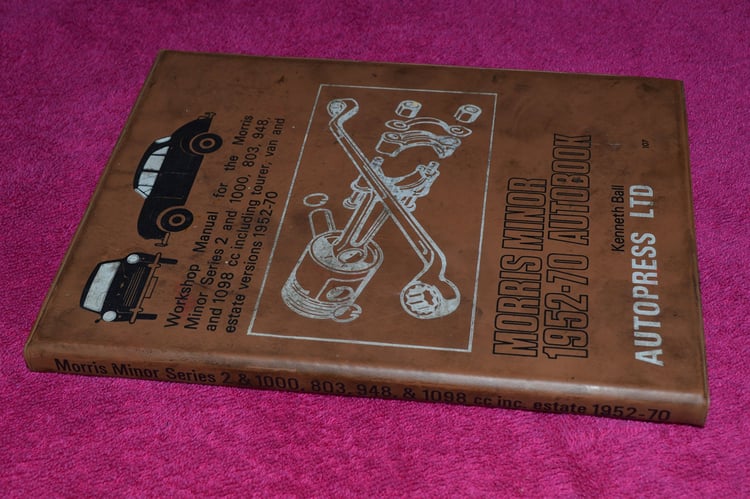 Workshop Manual for the Morris
Minor Series 2 and 1000, 803, 948,
and 1098 cc including tourer, van and
estate versions 1952-70
MORRIS MINOR
1952-70 AUTOBOOK
Kenneth Ball
AUTOPRESS LTD
707
Morris Minor Series 2 & 1000, 803, 948, & 1098 cc inc. estate 1952-70